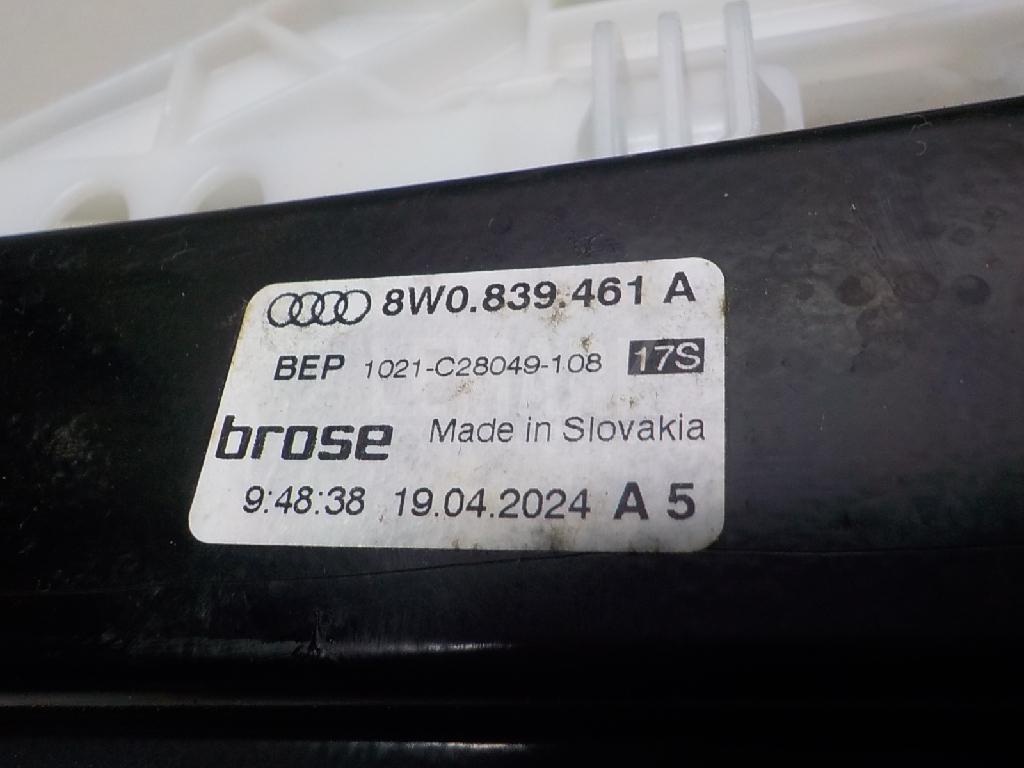 8W0.839.461 A
BEP 1021-C28049-108 17S
brose Made in Slovakia
9:48:38 19.04.2024 A 5